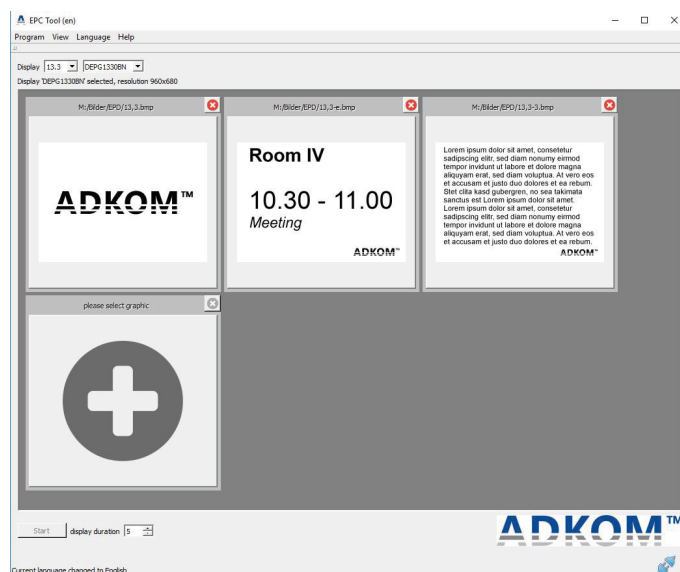 EPC Tool (en)
Program View Language Help
Display 13.3 DEPG1330BN
Display 'DEPG1330BN' selected, resolution 960x680
M:/Bilder/EPD/13,3.bmp
ADKOM™
M:/Bilder/EPD/13,3-e.bmp
Room IV
10.30 - 11.00
Meeting
ADKOM™
M:/Bilder/EPD/13,3-3.bmp
Lorem ipsum dolor sit amet, consetetur
sadipscing elitr, sed diam nonumy eirmod
tempor invidunt ut labore et dolore magna
aliquyam erat, sed diam voluptua. At vero eos
et accusam et justo duo dolores et ea rebum.
Stet clita kasd gubergren, no sea takimata
sanctus est Lorem ipsum dolor sit amet.
Lorem ipsum dolor sit amet, consetetur
sadipscing elitr, sed diam nonumy eirmod
tempor invidunt ut labore et dolore magna
aliquyam erat, sed diam voluptua. At vero eos
et accusam et justo duo dolores et ea rebum.
ADKOM™
please select graphic
Start display duration 5
ADKOM™
Current language changed to English